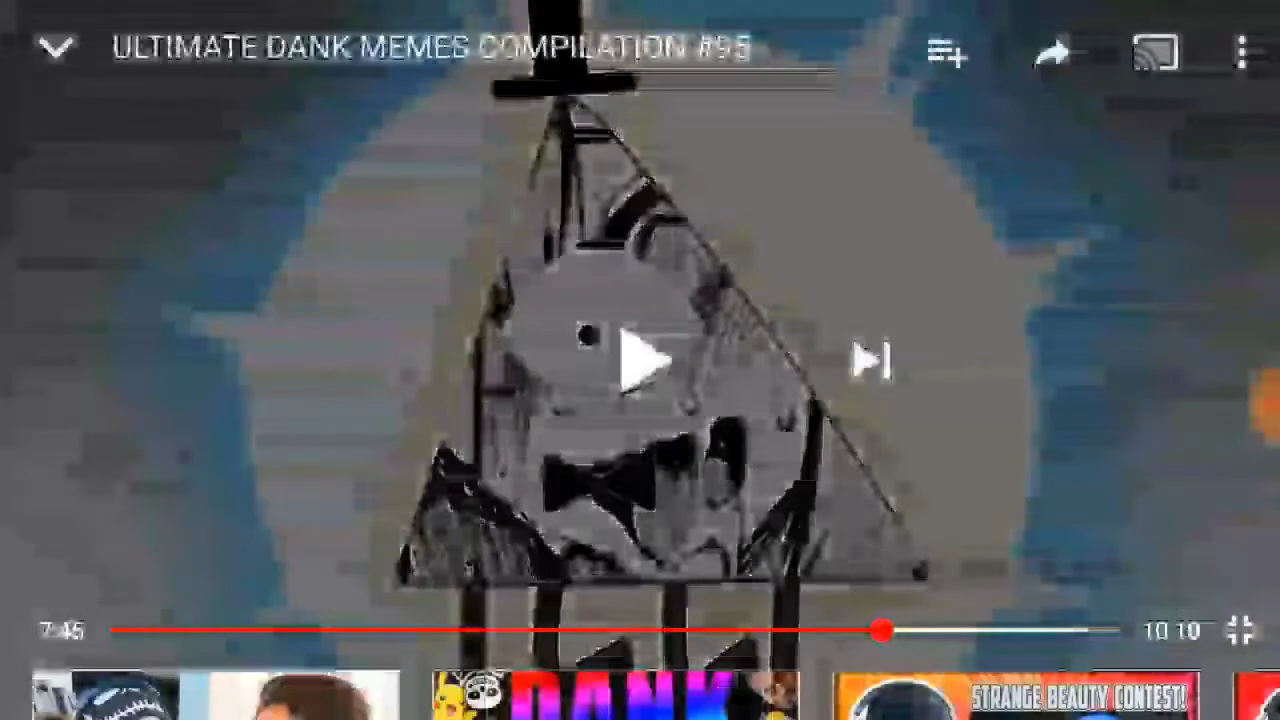 ULTIMATE DANK MEMES COMPILATION #95
7:45
10:10
DANK
STRANGE BEAUTY CONTEST!